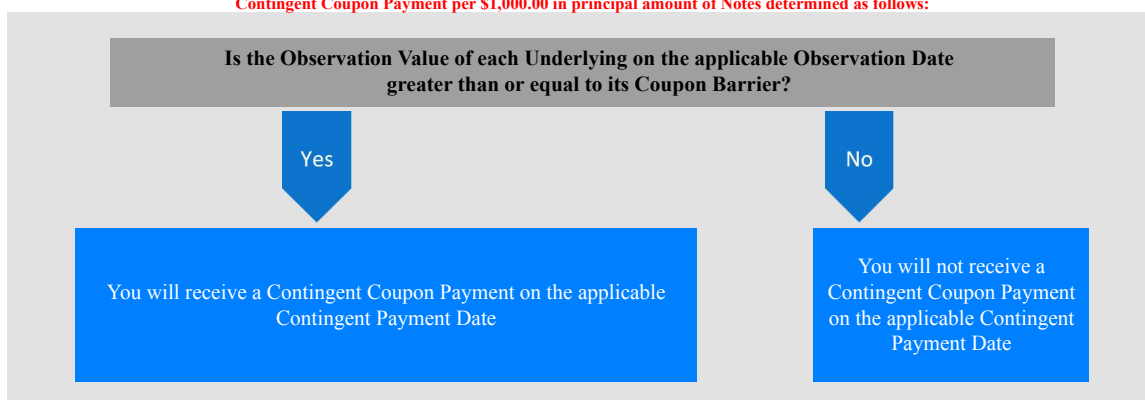 Contingent Coupon Payment per $1,000.00 in principal amount of Notes determined as follows:
Is the Observation Value of each Underlying on the applicable Observation Date
greater than or equal to its Coupon Barrier?
Yes
No
You will receive a Contingent Coupon Payment on the applicable
Contingent Payment Date
You will not receive a
Contingent Coupon Payment
on the applicable Contingent
Payment Date